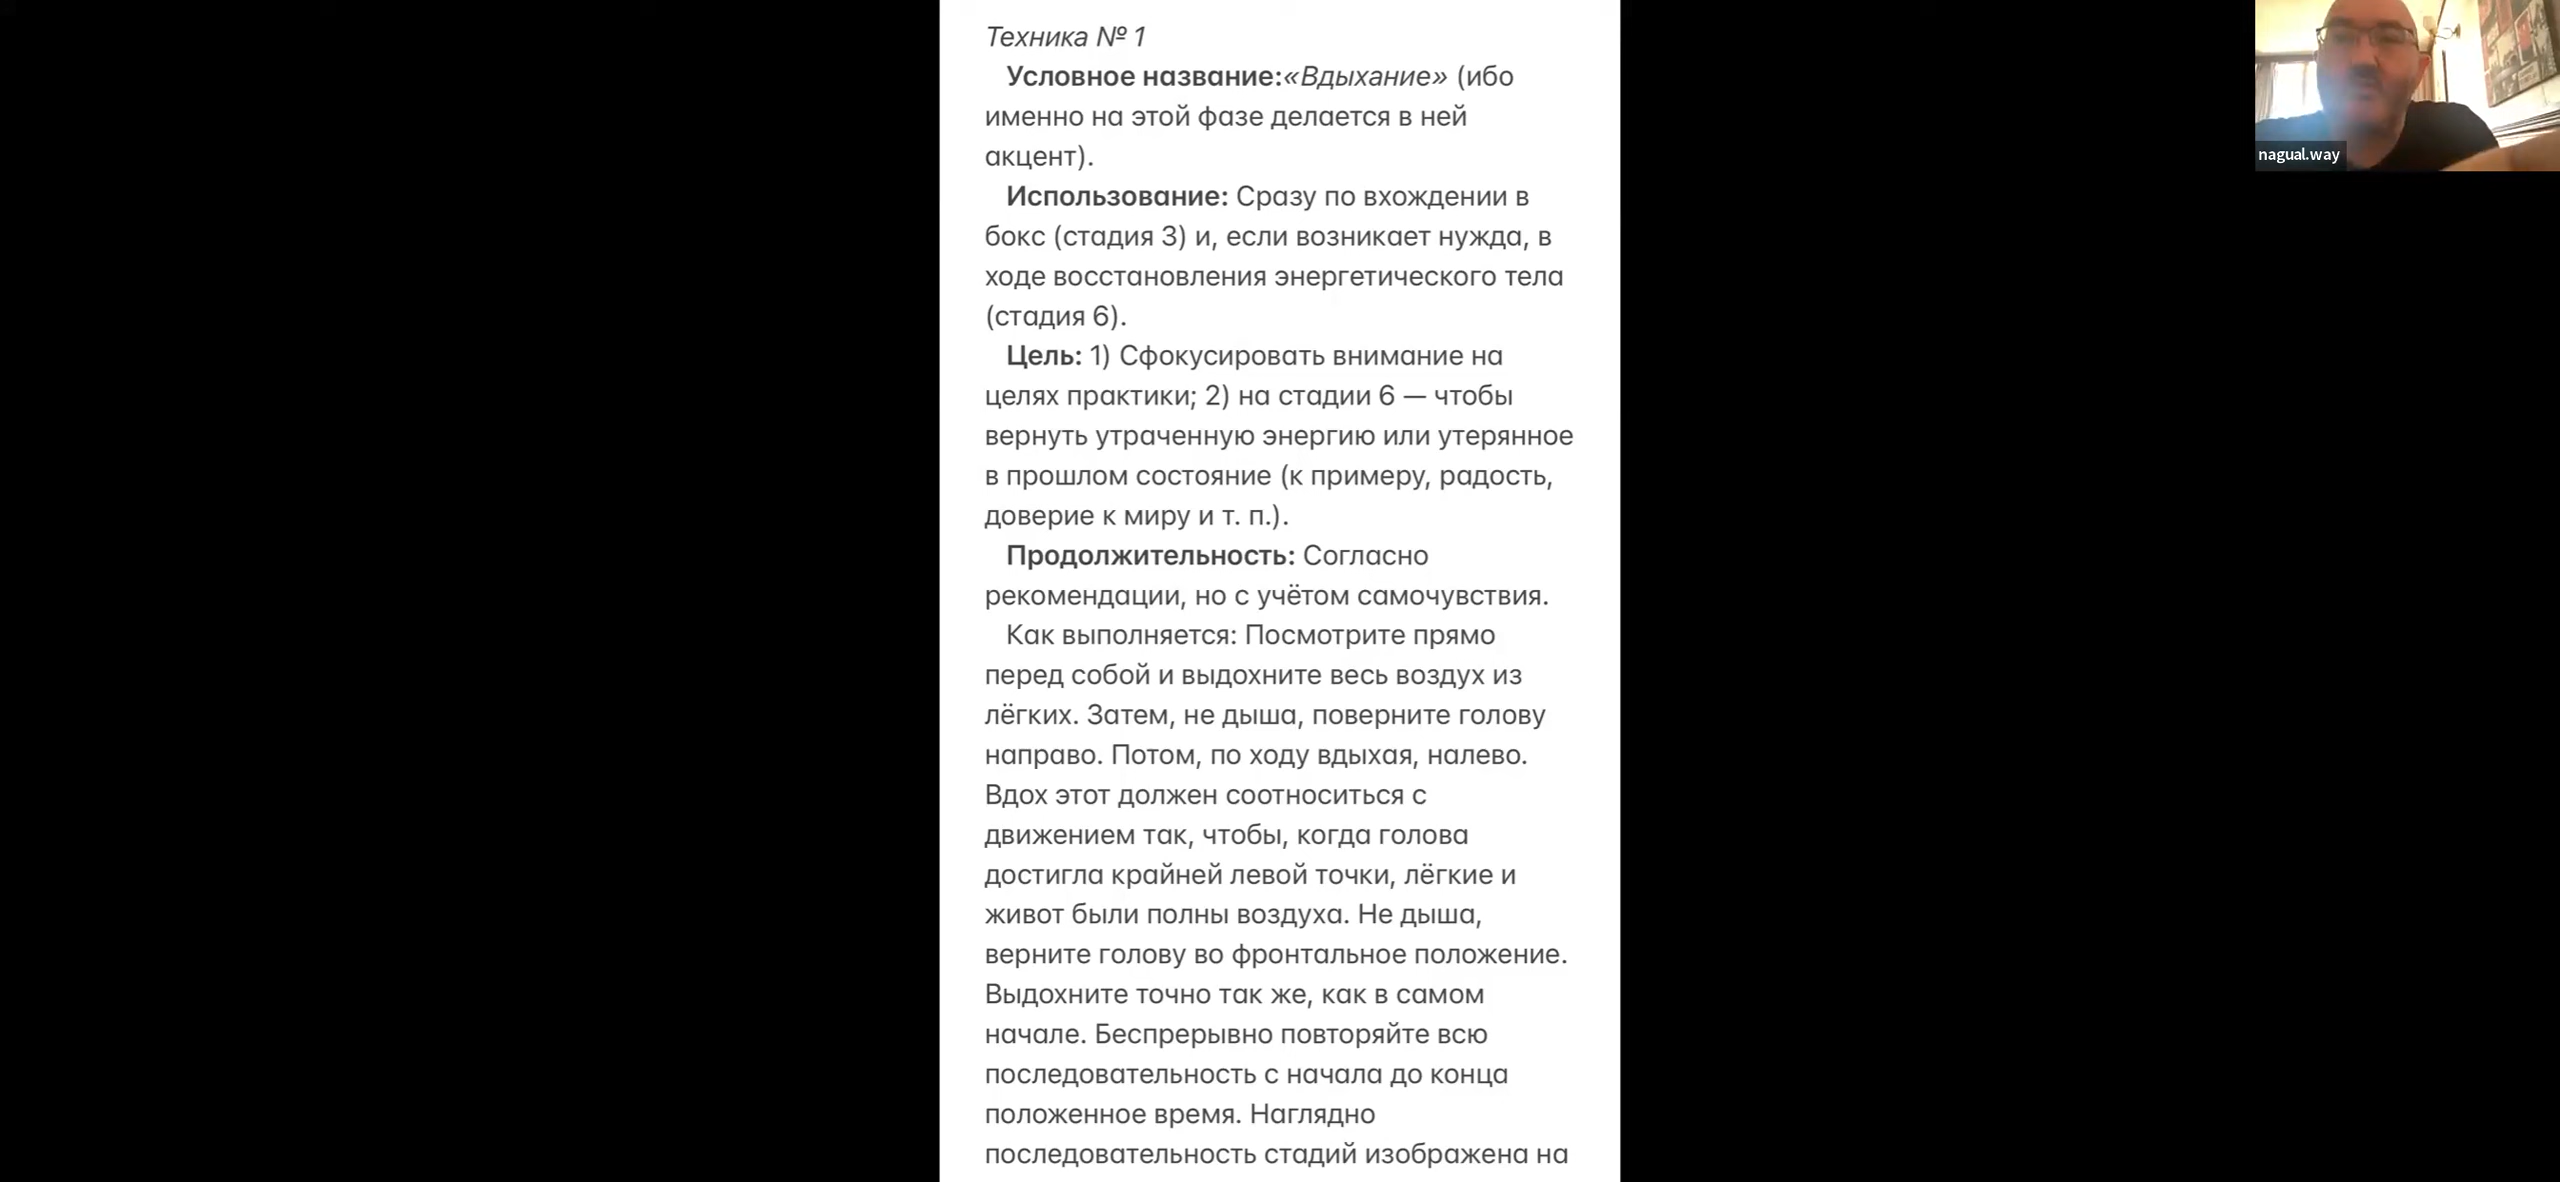 Техника № 1
Условное название:«Вдыхание» (ибо
именно на этой фазе делается в ней
акцент).
Использование: Сразу по вхождении в
бокс (стадия 3) и, если возникает нужда, в
ходе восстановления энергетического тела
(стадия 6).
Цель: 1) Сфокусировать внимание на
целях практики; 2) на стадии 6 — чтобы
вернуть утраченную энергию или утерянное
в прошлом состояние (к примеру, радость,
доверие к миру и т. п.).
Продолжительность: Согласно
рекомендации, но с учётом самочувствия.
Как выполняется: Посмотрите прямо
перед собой и выдохните весь воздух из
лёгких. Затем, не дыша, поверните голову
направо. Потом, по ходу вдыхая, налево.
Вдох этот должен соотноситься с
движением так, чтобы, когда голова
достигла крайней левой точки, лёгкие и
живот были полны воздуха. Не дыша,
верните голову во фронтальное положение.
Выдохните точно так же, как в самом
начале. Беспрерывно повторяйте всю
последовательность с начала до конца
положенное время. Наглядно
последовательность стадий изображена на
nagual.way